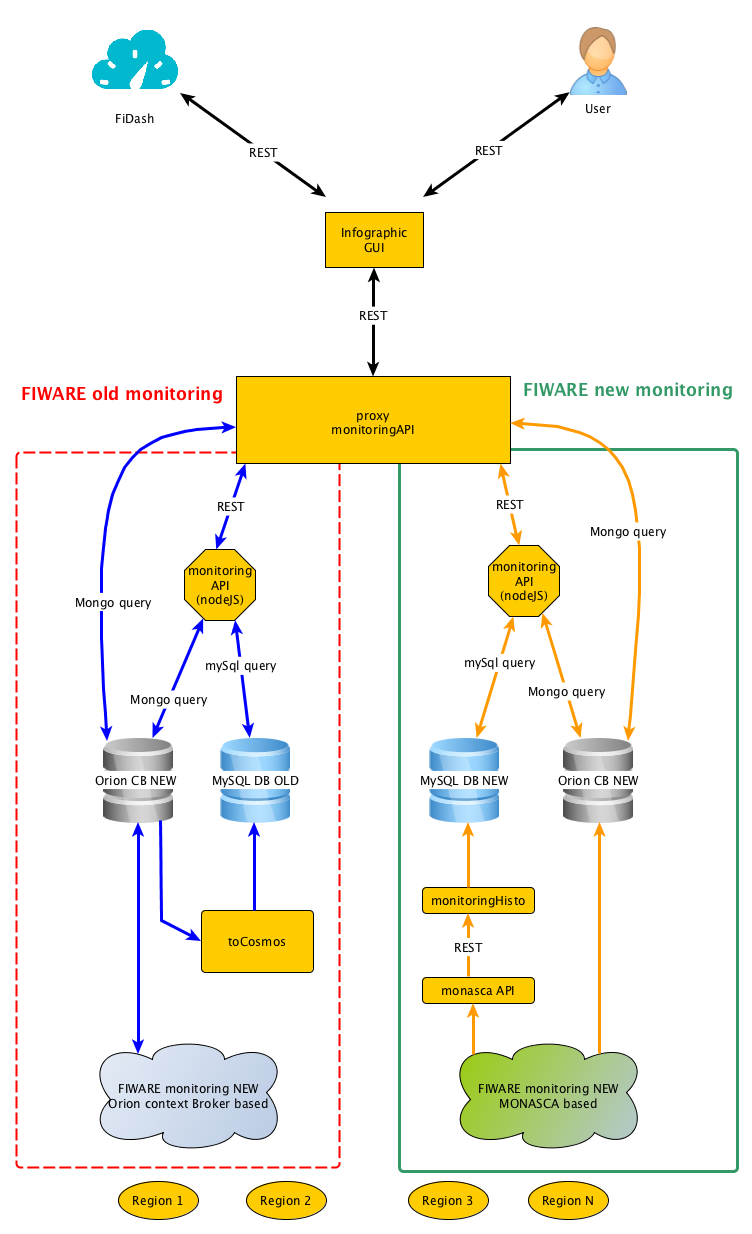 FiDash
User
REST
REST
Infographic
GUI
REST
FIWARE old monitoring
FIWARE new monitoring
proxy
monitoringAPI
REST
REST
Mongo query
monitoring
API
(nodeJS)
monitoring
API
(nodeJS)
Mongo query
mySql query
mySql query
Mongo query
Mongo query
Orion CB NEW
MySQL DB OLD
MySQL DB NEW
Orion CB NEW
monitoringHisto
toCosmos
REST
monasca API
FIWARE monitoring NEW
Orion context Broker based
FIWARE monitoring NEW
MONASCA based
Region 1
Region 2
Region 3
Region N